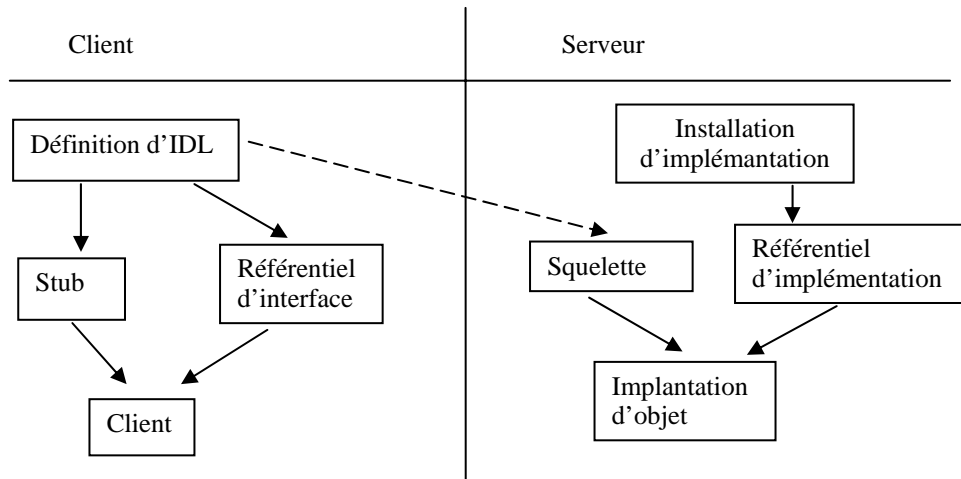 Client
Serveur
Définition d'IDL
Installation
d'implémantation
Stub
Référentiel
d'interface
Squelette
Référentiel
d'implémentation
Client
Implantation
d'objet